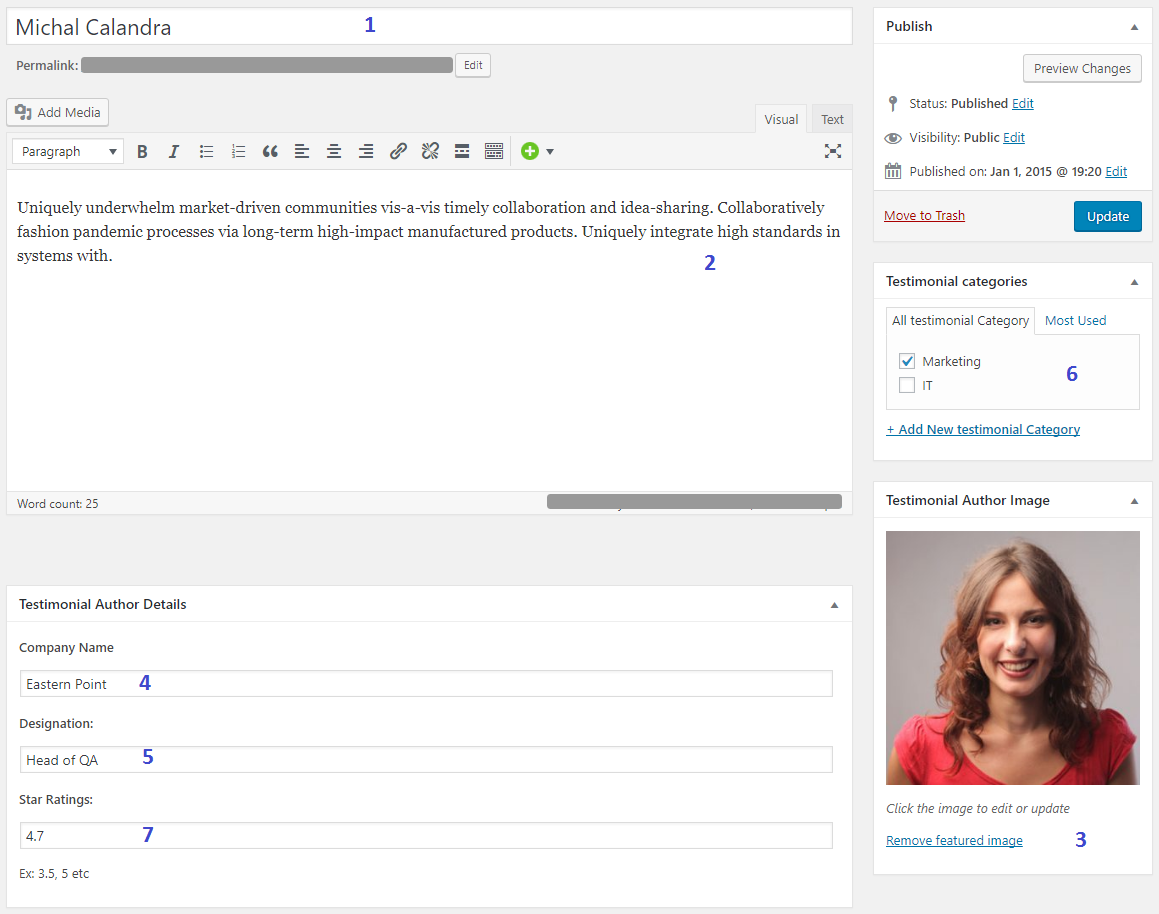 Michal Calandra 1
Permalink: Edit
Add Media
Visual Text
Paragraph B I
Uniquely underwhelm market-driven communities vis-a-vis timely collaboration and idea-sharing. Collaboratively
fashion pandemic processes via long-term high-impact manufactured products. Uniquely integrate high standards in
systems with.
2
Word count: 25
Testimonial Author Details
Company Name
Eastern Point 4
Designation:
Head of QA 5
Star Ratings:
4.7 7
Ex: 3.5, 5 etc
Publish
Preview Changes
Status: Published Edit
Visibility: Public Edit
Published on: Jan 1, 2015 @ 19:20 Edit
Move to Trash Update
Testimonial categories
All testimonial Category Most Used
Marketing
6
IT
+ Add New testimonial Category
Testimonial Author Image
Click the image to edit or update
Remove featured image 3